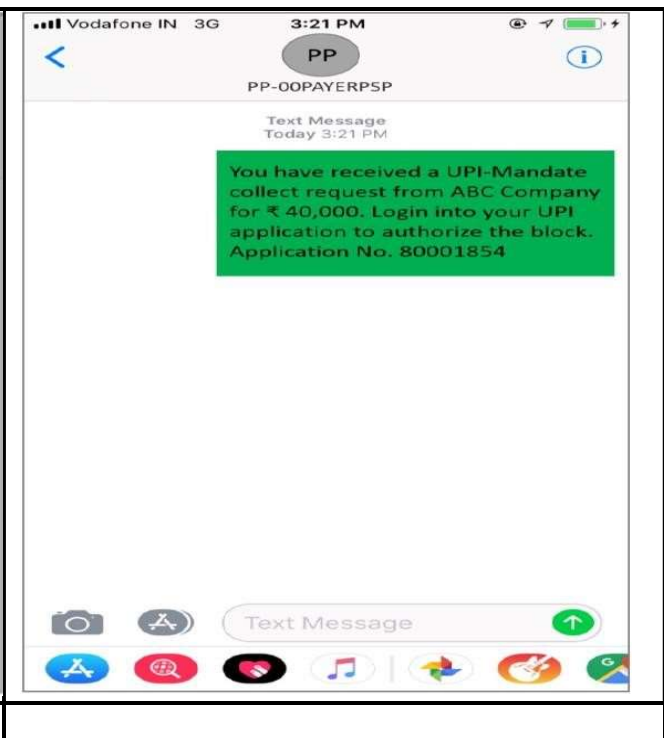 Vodafone IN 3G 3:21 PM
PP
PP-OOPAYERPSP
Text Message
Today 3:21 PM
You have received a UPI-Mandate
collect request from ABC Company
for ₹ 40,000. Login into your UPI
application to authorize the block.
Application No. 80001854
Text Message
G